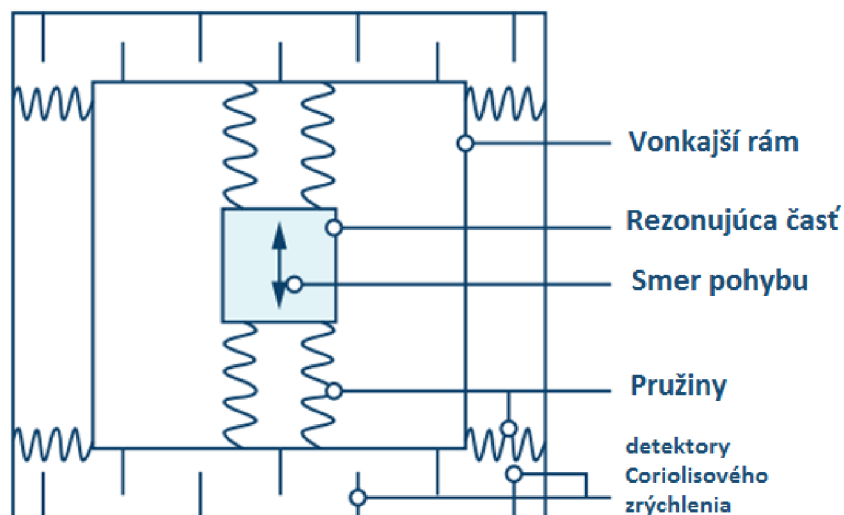 Vonkajší rám
Rezonujúca časť
Smer pohybu
Pružiny
detektory
Coriolisového
zrýchlenia